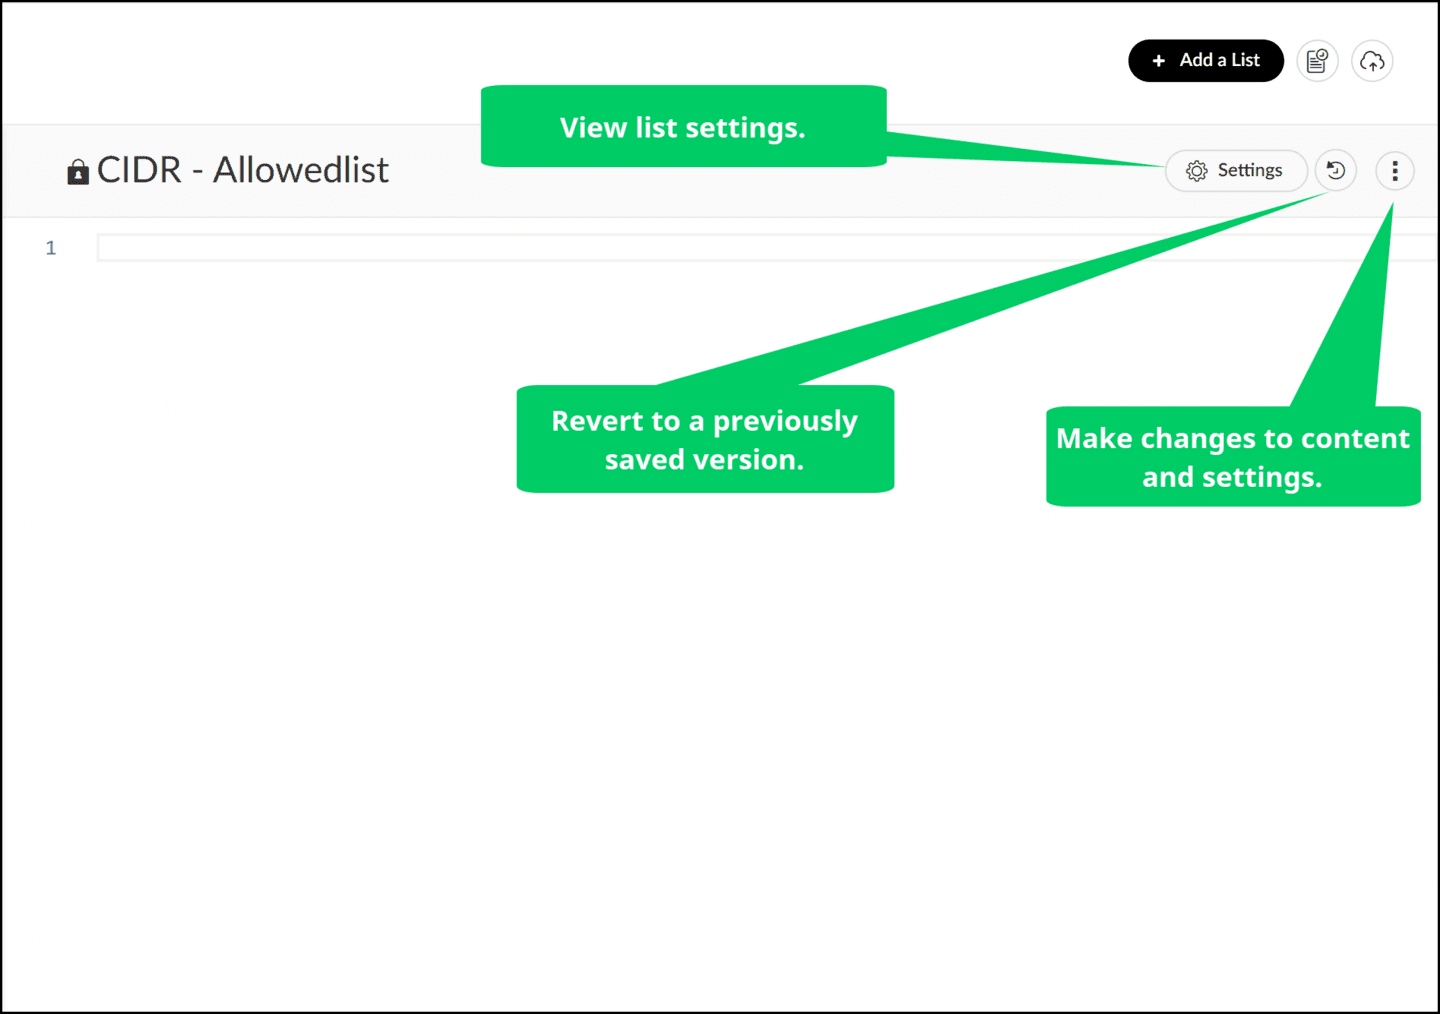 + Add a List
View list settings.
CIDR - Allowedlist
Settings
1
Revert to a previously
saved version.
Make changes to content
and settings.